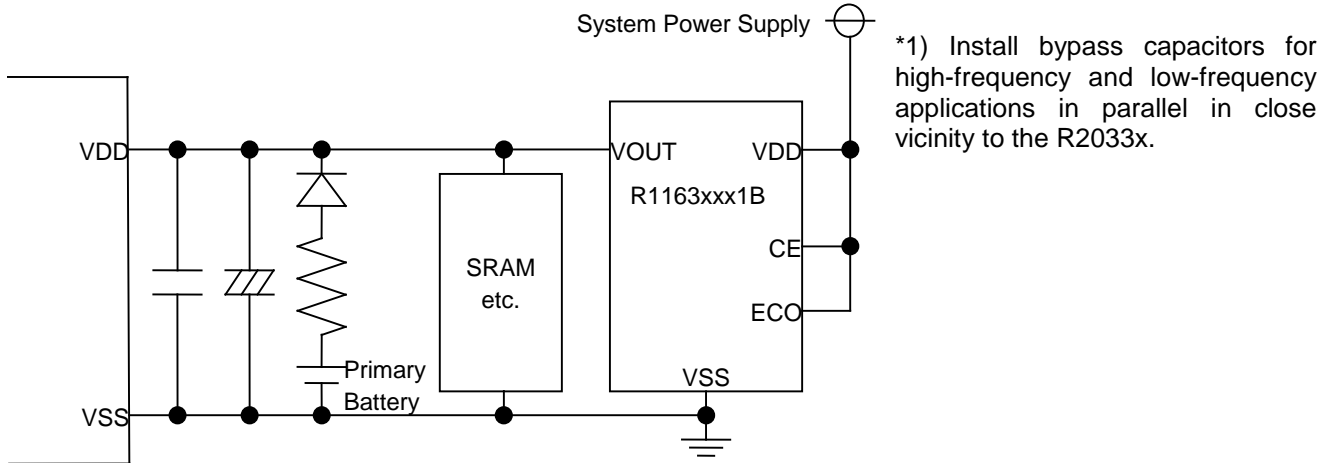 System Power Supply
*1) Install bypass capacitors for
high-frequency and low-frequency
applications in parallel in close
vicinity to the R2033x.
VDD
VOUT
VDD
R1163xxx1B
CE
SRAM
etc.
ECO
Primary
Battery
VSS
VSS